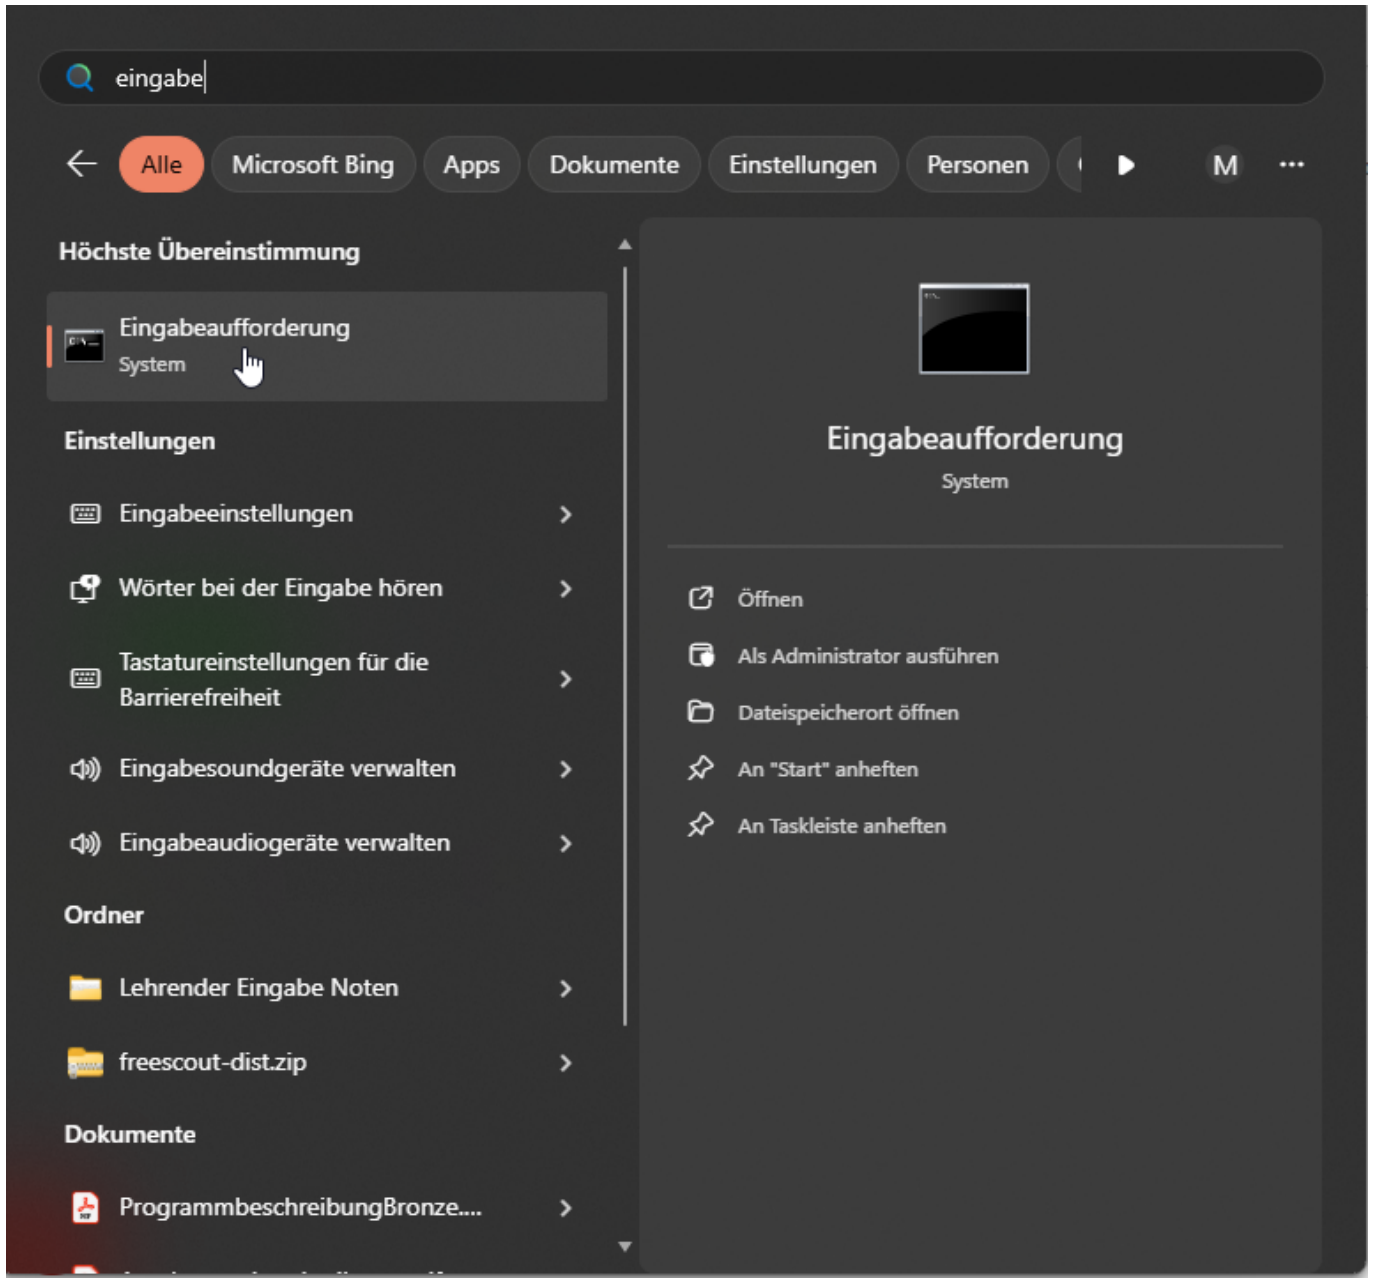 eingabe
Alle
Microsoft Bing
Apps
Dokumente
Einstellungen
Personen
M
Höchste Übereinstimmung
Eingabeaufforderung
System
Einstellungen
Eingabeeinstellungen
Wörter bei der Eingabe hören
Tastatureinstellungen für die
Barrierefreiheit
Eingabesoundgeräte verwalten
Eingabeaudiogeräte verwalten
Ordner
Lehrender Eingabe Noten
freescout-dist.zip
Dokumente
ProgrammbeschreibungBronze....
Eingabeaufforderung
System
Öffnen
Als Administrator ausführen
Dateispeicherort öffnen
An "Start" anheften
An Taskleiste anheften